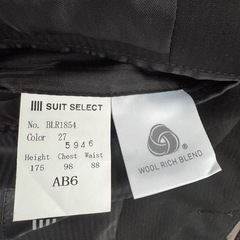 SUIT SELECT
No. BLR1854
Color 27
5946
Height Chest Waist
175 98 88
AB6
WOOL RICH BLEND